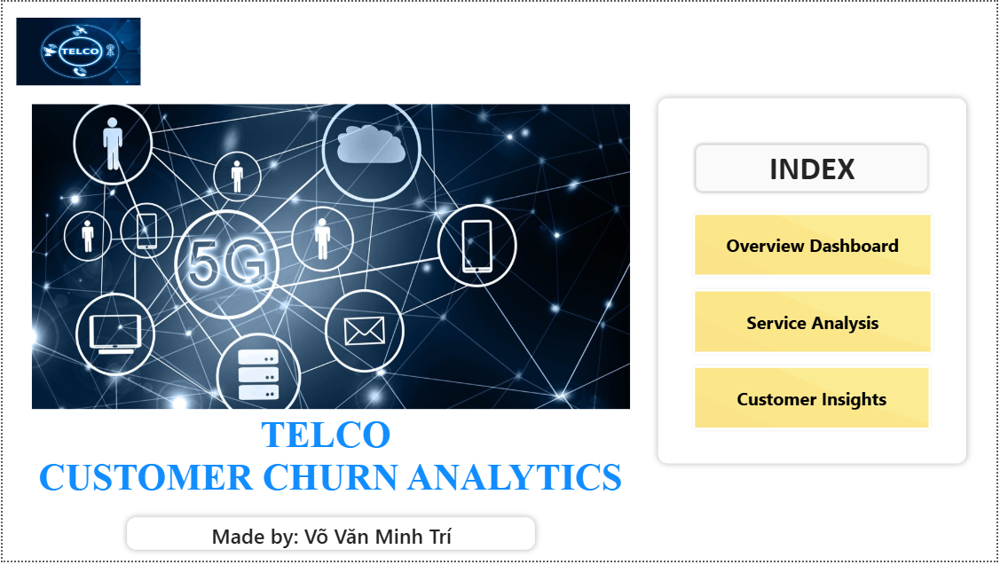 TELCO
5G
TELCO
CUSTOMER CHURN ANALYTICS
Made by: Võ Văn Minh Trí
INDEX
Overview Dashboard
Service Analysis
Customer Insights